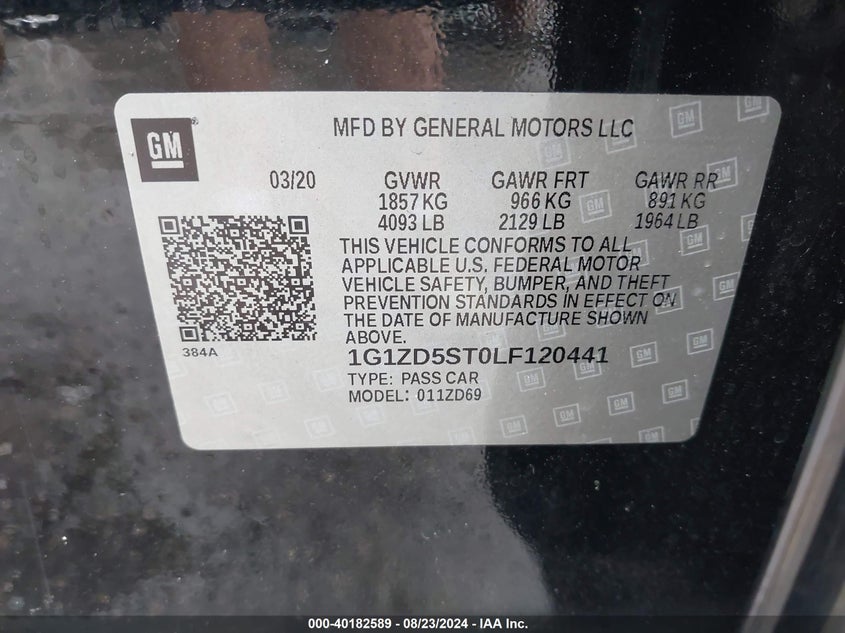 GM
MFD BY GENERAL MOTORS LLC
03/20 GVWR GAWR FRT GAWR RR
1857 KG 966 KG 891 KG
4093 LB 2129 LB 1964 LB
THIS VEHICLE CONFORMS TO ALL
APPLICABLE U.S. FEDERAL MOTOR
VEHICLE SAFETY, BUMPER, AND THEFT
PREVENTION STANDARDS IN EFFECT ON
THE DATE OF MANUFACTURE SHOWN
ABOVE.
384A
1G1ZD5ST0LF120441
TYPE: PASS CAR
MODEL: 011ZD69
000-40182589 / 08/23/2024 - IAA Inc.